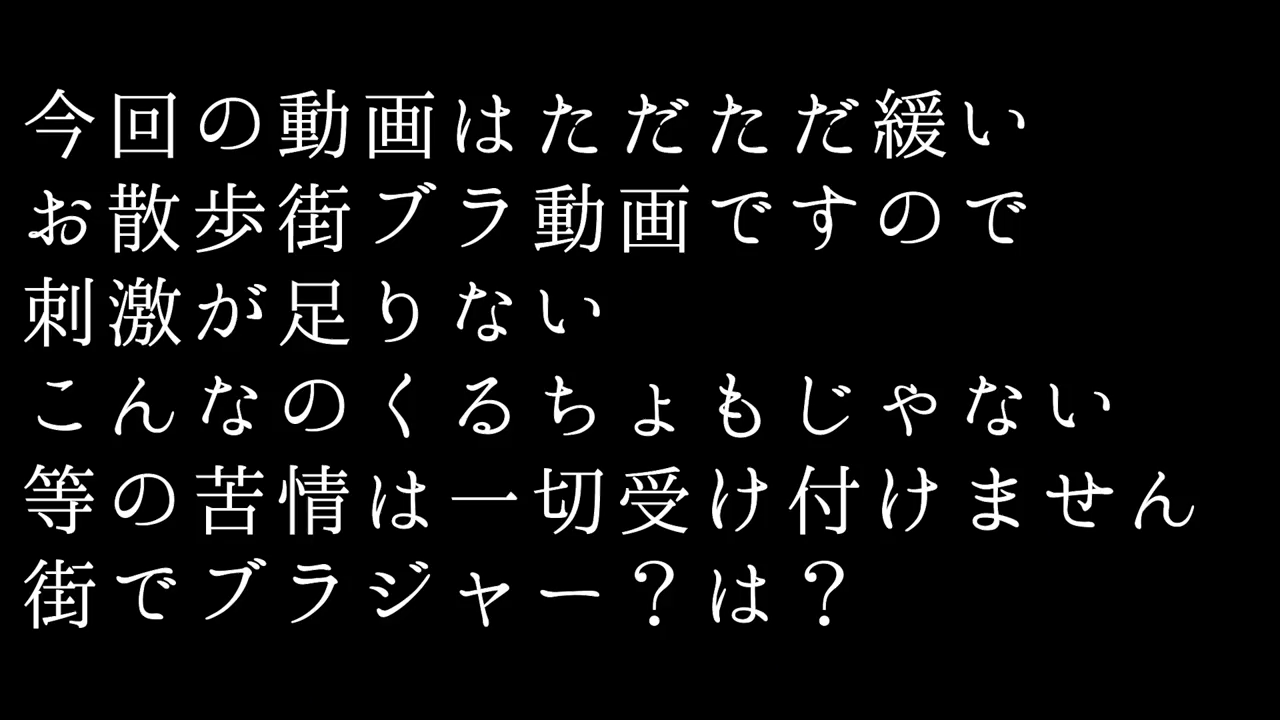 今回の動画はただただ緩い
お散歩街ブラ動画ですので
刺激が足りない
こんなのくるちょもじゃない
等の苦情は一切受け付けません
街でブラジャー？は？